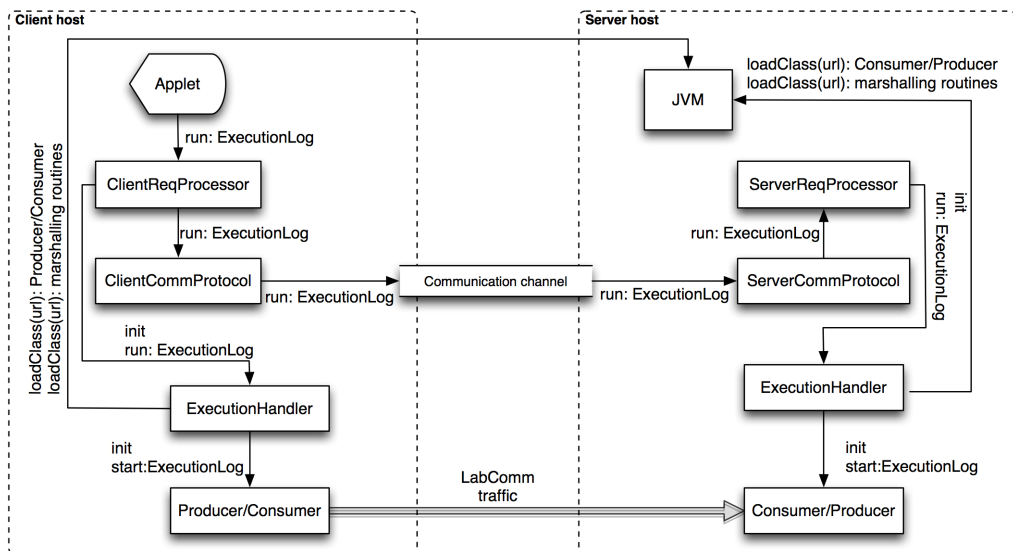 Client host
Server host
Applet
JVM
loadClass(url): Consumer/Producer
loadClass(url): marshalling routines
run: ExecutionLog
loadClass(url): Producer/Consumer
loadClass(url): marshalling routines
ClientReqProcessor
ServerReqProcessor
init
run: ExecutionLog
run: ExecutionLog
run: ExecutionLog
ClientCommProtocol
Communication channel
ServerCommProtocol
run: ExecutionLog
run: ExecutionLog
init
run: ExecutionLog
ExecutionHandler
ExecutionHandler
init
start:ExecutionLog
init
start:ExecutionLog
LabComm
traffic
Producer/Consumer
Consumer/Producer